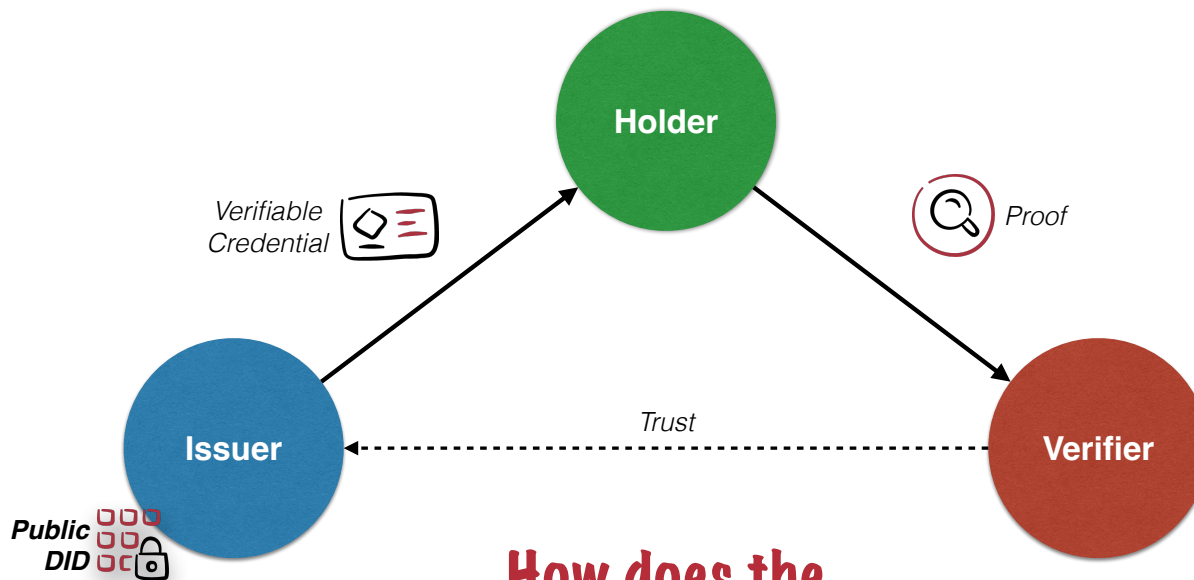 Holder
Verifiable
Credential
Proof
Trust
Issuer
Verifier
Public
DID
How does the